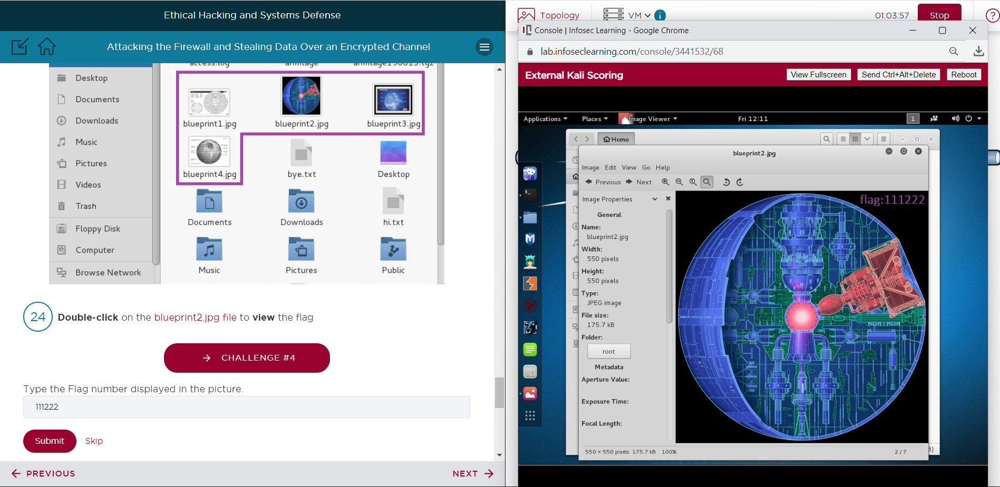 Ethical Hacking and Systems Defense
Attacking the Firewall and Stealing Data Over an Encrypted Channel
access.log armitage armitage150813.tgz
Desktop
Documents
Downloads
Music
Pictures
Videos
Trash
Floppy Disk
Computer
Browse Network
blueprint1.jpg blueprint2.jpg blueprint3.jpg
blueprint4.jpg bye.txt Desktop
Documents Downloads hi.txt
Music Pictures Public
24 Double-click on the blueprint2.jpg file to view the flag
→ CHALLENGE #4
Type the Flag number displayed in the picture.
111222
Submit Skip
← PREVIOUS NEXT →
Topology VM i 01:03:57 Stop ?
IL Console | Infosec Learning - Google Chrome
lab.infoseclearning.com/console/3441532/68
External Kali Scoring View Fullscreen Send Ctrl+Alt+Delete Reboot
Applications Places Image Viewer Fri 12:11 1
Home
blueprint2.jpg
Image Edit View Go Help
Previous Next
Image Properties
General
Name:
blueprint2.jpg
Width:
550 pixels
Height:
550 pixels
Type:
JPEG image
File size:
175.7 kB
Folder:
root
Metadata
Aperture Value:
Exposure Time:
Focal Length:
flag:111222
550 × 550 pixels 175.7 kB 100% 2 / 7